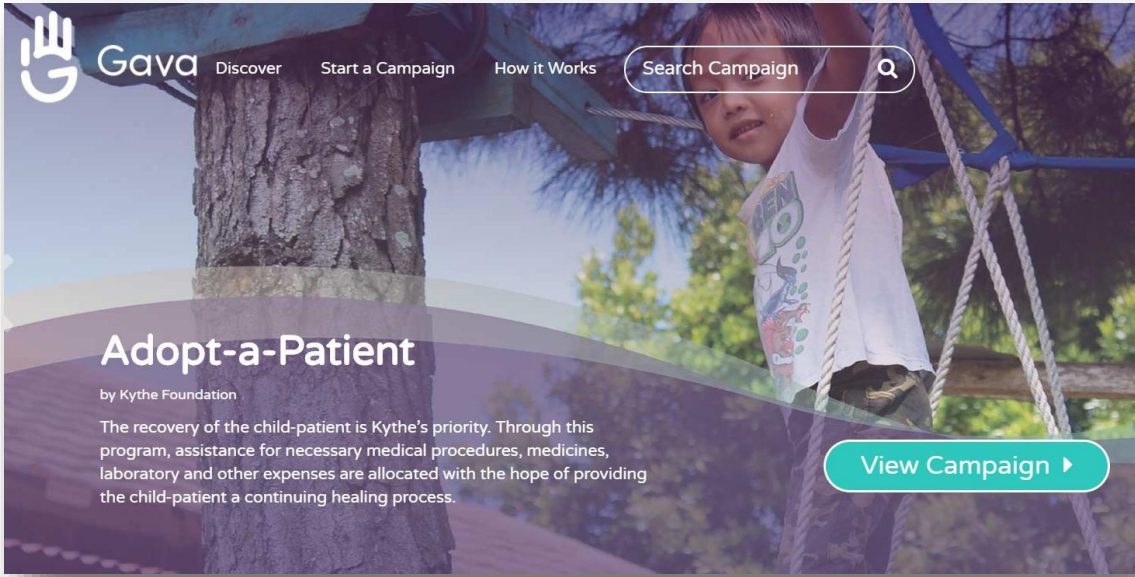 Gava
Discover
Start a Campaign
How it Works
Search Campaign
BEN
10
Adopt-a-Patient
by Kythe Foundation
The recovery of the child-patient is Kythe's priority. Through this
program, assistance for necessary medical procedures, medicines,
laboratory and other expenses are allocated with the hope of providing
the child-patient a continuing healing process.
View Campaign